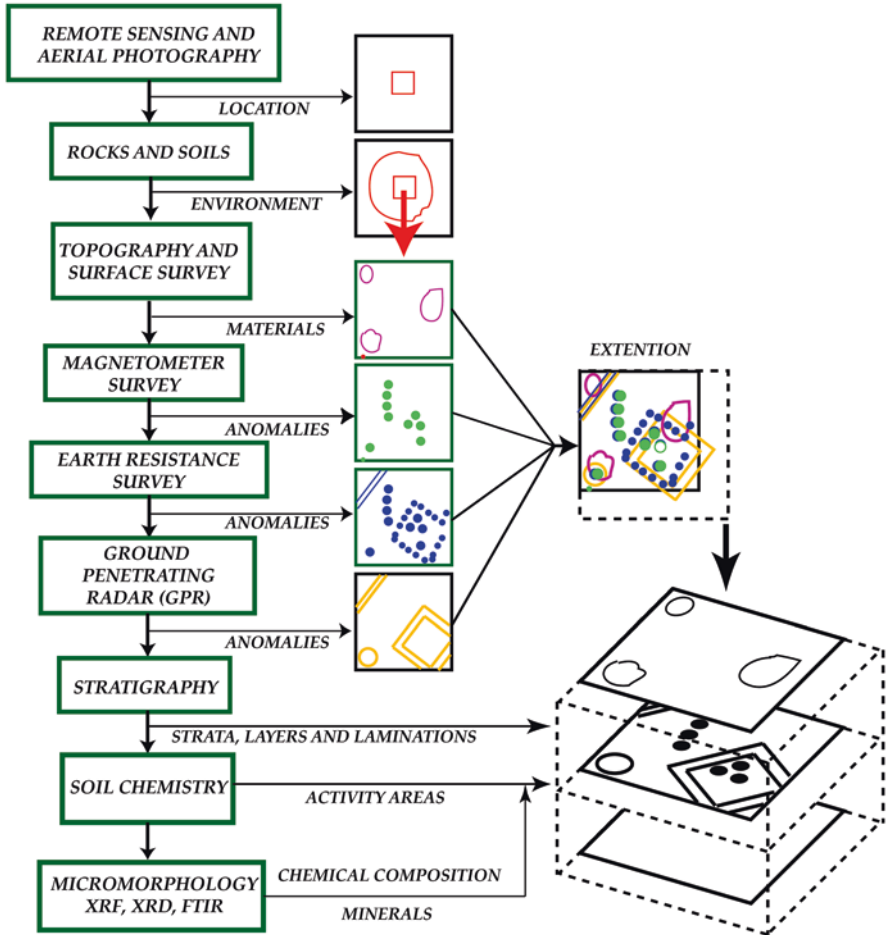 REMOTE SENSING AND
AERIAL PHOTOGRAPHY
LOCATION
ROCKS AND SOILS
ENVIRONMENT
TOPOGRAPHY AND
SURFACE SURVEY
MATERIALS
EXTENTION
MAGNETOMETER
SURVEY
ANOMALIES
EARTH RESISTANCE
SURVEY
ANOMALIES
GROUND
PENETRATING
RADAR (GPR)
ANOMALIES
STRATIGRAPHY
STRATA, LAYERS AND LAMINATIONS
SOIL CHEMISTRY
ACTIVITY AREAS
MICROMORPHOLOGY
XRF, XRD, FTIR
CHEMICAL COMPOSITION
MINERALS